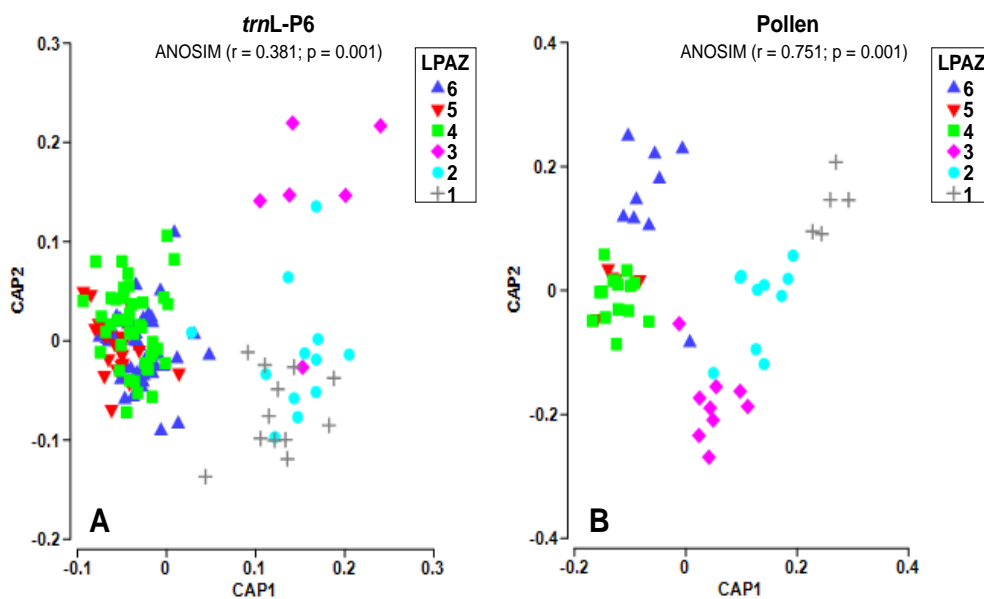 trnL-P6
ANOSIM (r = 0.381; p = 0.001)
LPAZ
6
5
4
3
2
1
0.3
0.2
0.1
0
-0.1
-0.2
CAP2
A
-0.1
0
0.1
0.2
0.3
CAP1
Pollen
ANOSIM (r = 0.751; p = 0.001)
LPAZ
6
5
4
3
2
1
0.4
0.2
0
-0.2
-0.4
CAP2
B
-0.2
0
0.2
0.4
CAP1